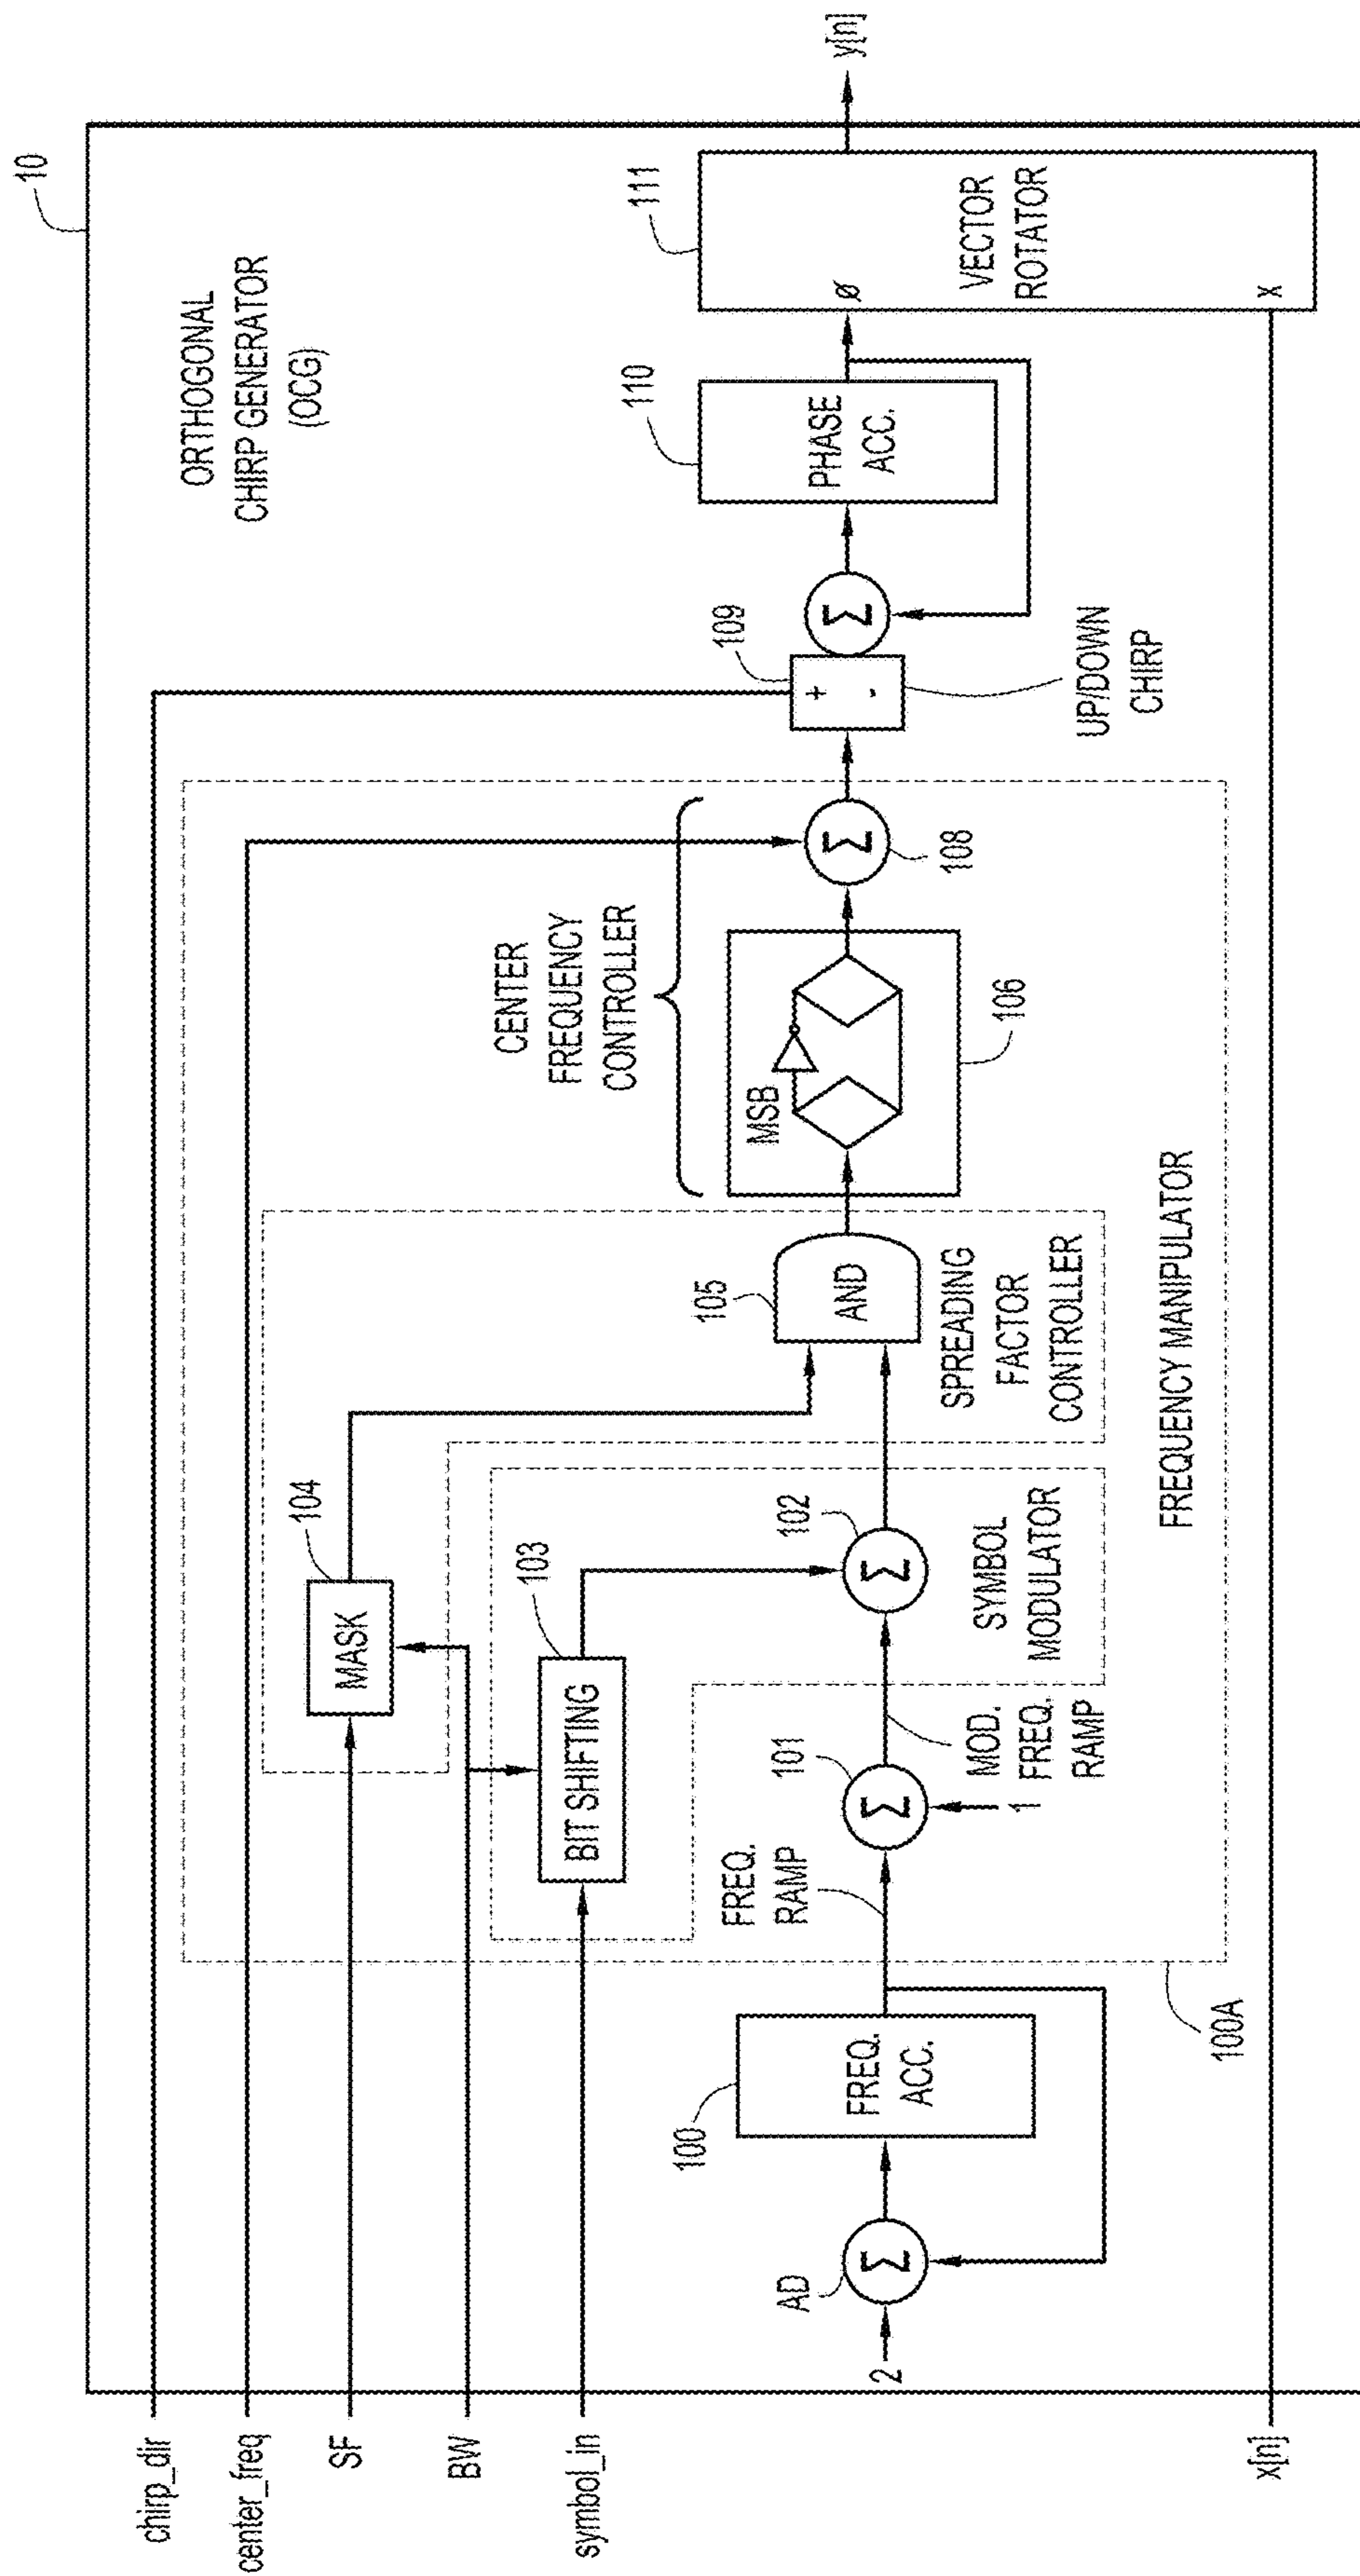 10
ORTHOGONAL
CHIRP GENERATOR
(OCG)
chirp_dir
center_freq
SF
BW
symbol_in
x[n]
y[n]
2
AD
Σ
100
FREQ.
ACC.
100A
FREQ.
RAMP
101
Σ
1
MOD.
FREQ.
RAMP
BIT SHIFTING
103
102
Σ
SYMBOL
MODULATOR
MASK
104
105
AND
SPREADING
FACTOR
CONTROLLER
FREQUENCY MANIPULATOR
CENTER
FREQUENCY
CONTROLLER
MSB
106
Σ
108
109
+
-
UP/DOWN
CHIRP
Σ
110
PHASE
ACC.
111
Ø
VECTOR
ROTATOR
X